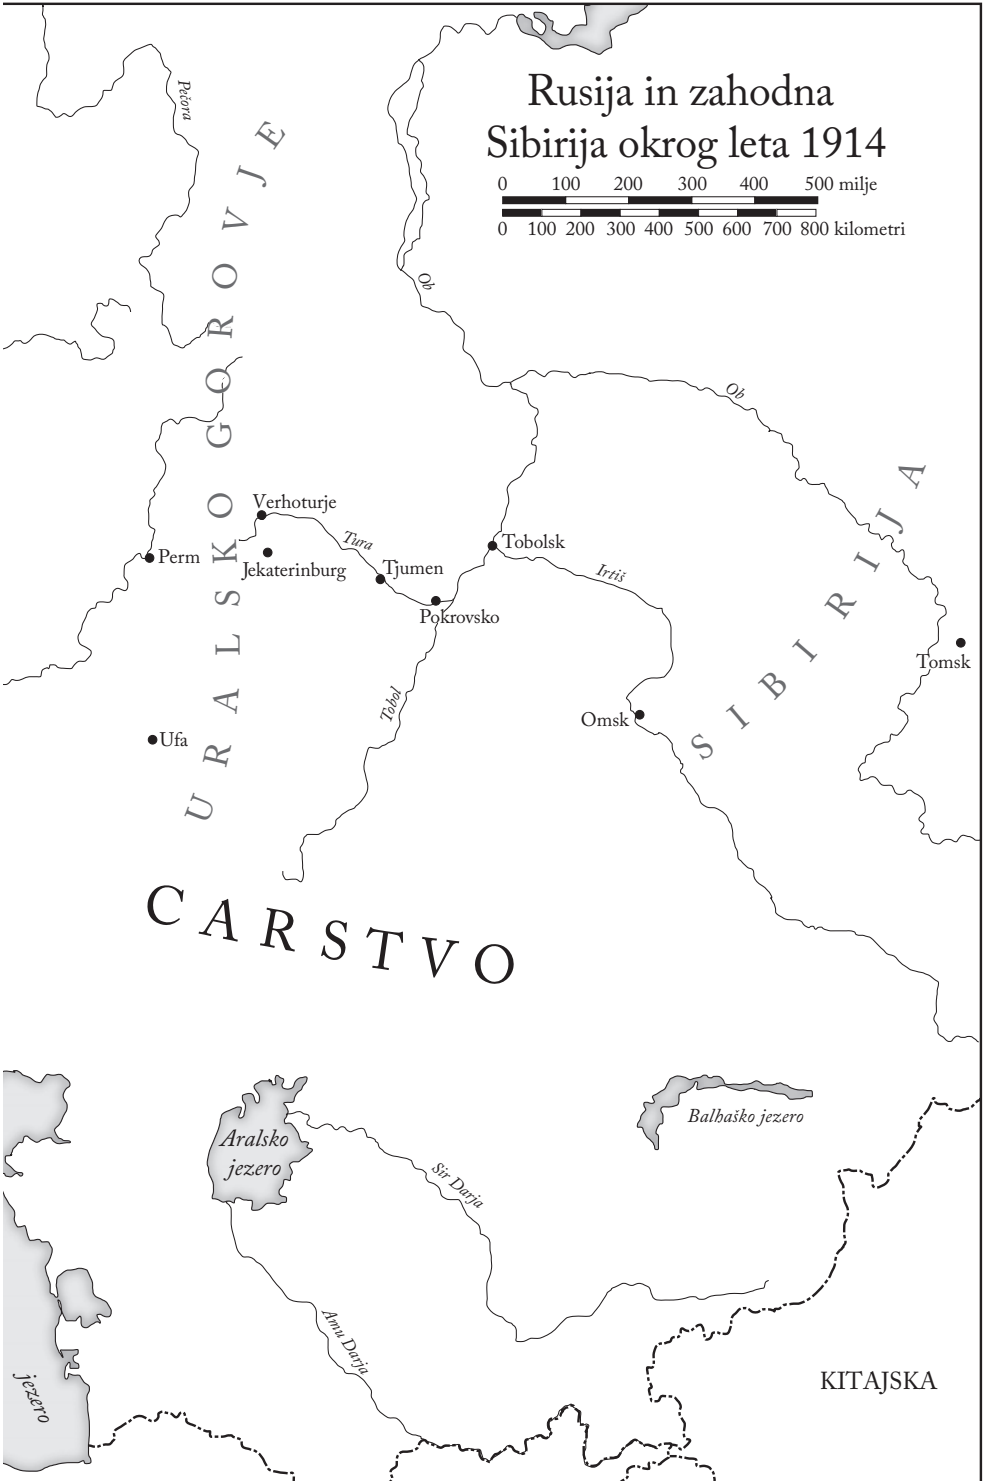 Rusija in zahodna
Sibirija okrog leta 1914
0 100 200 300 400 500 milje
0 100 200 300 400 500 600 700 800 kilometri
Pečora
URALSKO GOROVJE
Ob
Ob
SIBIRIJA
Verhoturje
Tura
Perm
Jekaterinburg
Tjumen
Tobolsk
Irtiš
Pokrovsko
Tomsk
Tobol
Omsk
Ufa
CARSTVO
Aralsko
jezero
Balhaško jezero
Sir Darja
Amu Darja
jezero
KITAJSKA